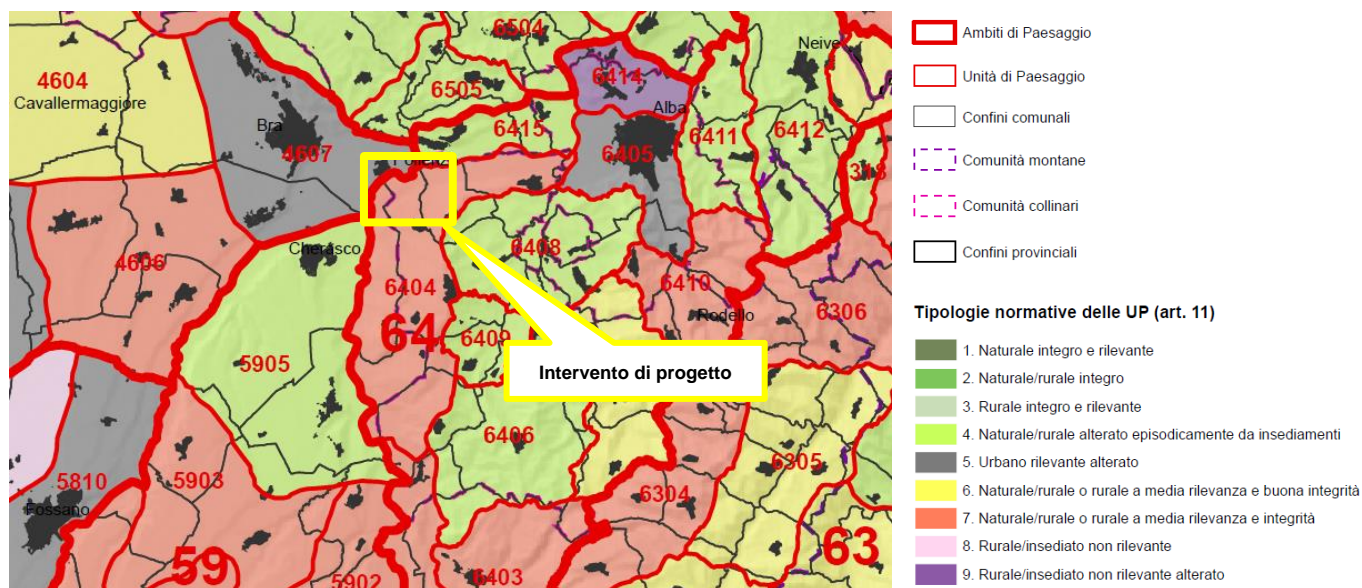 6504
Neive
4604
6414
Cavallermaggiore
6505
Alba
Bra
6415
6411
6412
4607
6405
318
Cherasco
6408
4606
6404
6410
Rodello
6306
64
6409
5905
Intervento di progetto
6406
6305
5810
5903
6304
Fossano
59
5902
6403
63
Ambiti di Paesaggio
Unità di Paesaggio
Confini comunali
Comunità montane
Comunità collinari
Confini provinciali
Tipologie normative delle UP (art. 11)
1. Naturale integro e rilevante
2. Naturale/rurale integro
3. Rurale integro e rilevante
4. Naturale/rurale alterato episodicamente da insediamenti
5. Urbano rilevante alterato
6. Naturale/rurale o rurale a media rilevanza e buona integrità
7. Naturale/rurale o rurale a media rilevanza e integrità
8. Rurale/insediato non rilevante
9. Rurale/insediato non rilevante alterato